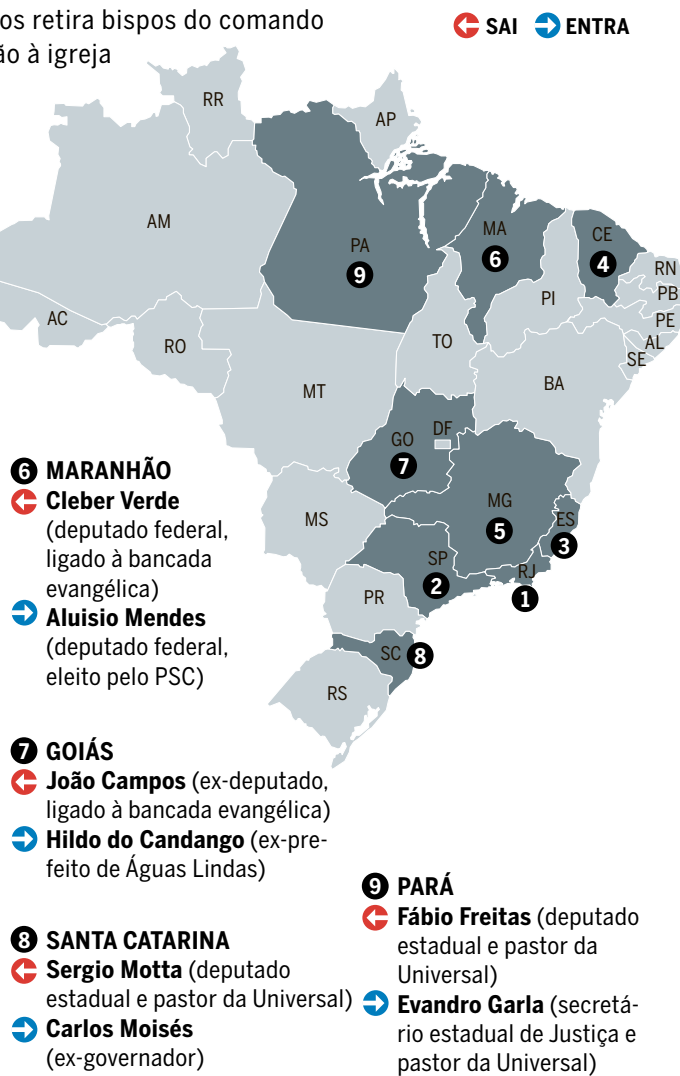 os retira bispos do comando
ão à igreja
SAI ENTRA
RR
AP
AM
PA
9
MA
6
CE
4
RN
PB
PE
AL
SE
PI
AC
RO
TO
BA
MT
GO
7
DF
MG
5
ES
3
MS
SP
2
RJ
1
PR
SC 8
RS
6 MARANHÃO
Cleber Verde
(deputado federal,
ligado à bancada
evangélica)
Aluisio Mendes
(deputado federal,
eleito pelo PSC)
7 GOIÁS
João Campos (ex-deputado,
ligado à bancada evangélica)
Hildo do Candango (ex-pre-
feito de Águas Lindas)
8 SANTA CATARINA
Sergio Motta (deputado
estadual e pastor da Universal)
Carlos Moisés
(ex-governador)
9 PARÁ
Fábio Freitas (deputado
estadual e pastor da
Universal)
Evandro Garla (secretá-
rio estadual de Justiça e
pastor da Universal)